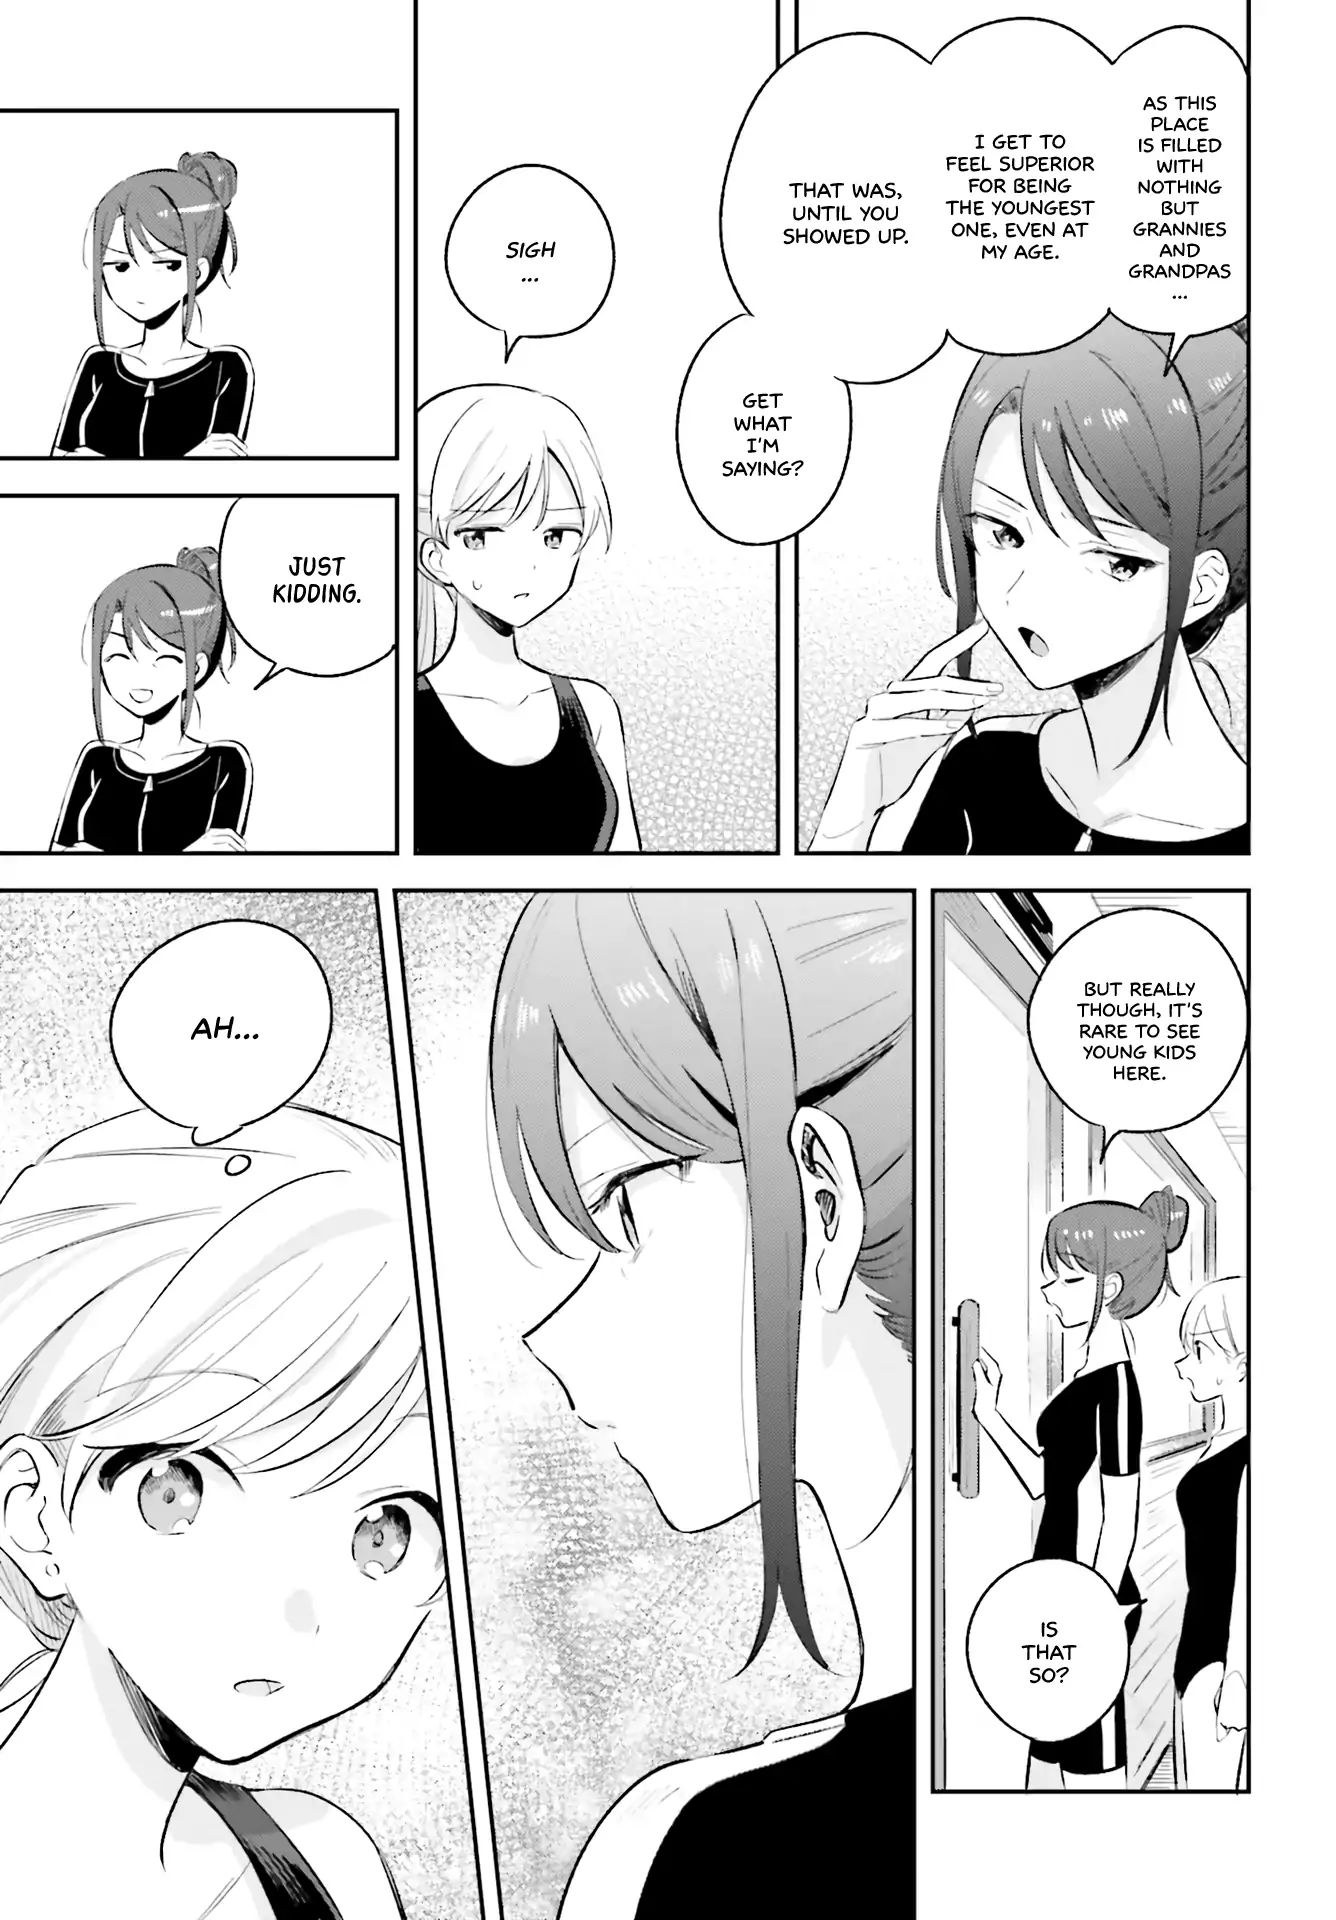 AS THIS
PLACE
IS FILLED
WITH
NOTHING
BUT
GRANNIES
AND
GRANDPAS
...
I GET TO
FEEL SUPERIOR
FOR BEING
THE YOUNGEST
ONE, EVEN AT
MY AGE.
THAT WAS,
UNTIL YOU
SHOWED UP.
GET
WHAT
I'M
SAYING?
SIGH
...
JUST
KIDDING.
BUT REALLY
THOUGH, IT'S
RARE TO SEE
YOUNG KIDS
HERE.
IS
THAT
SO?
AH...